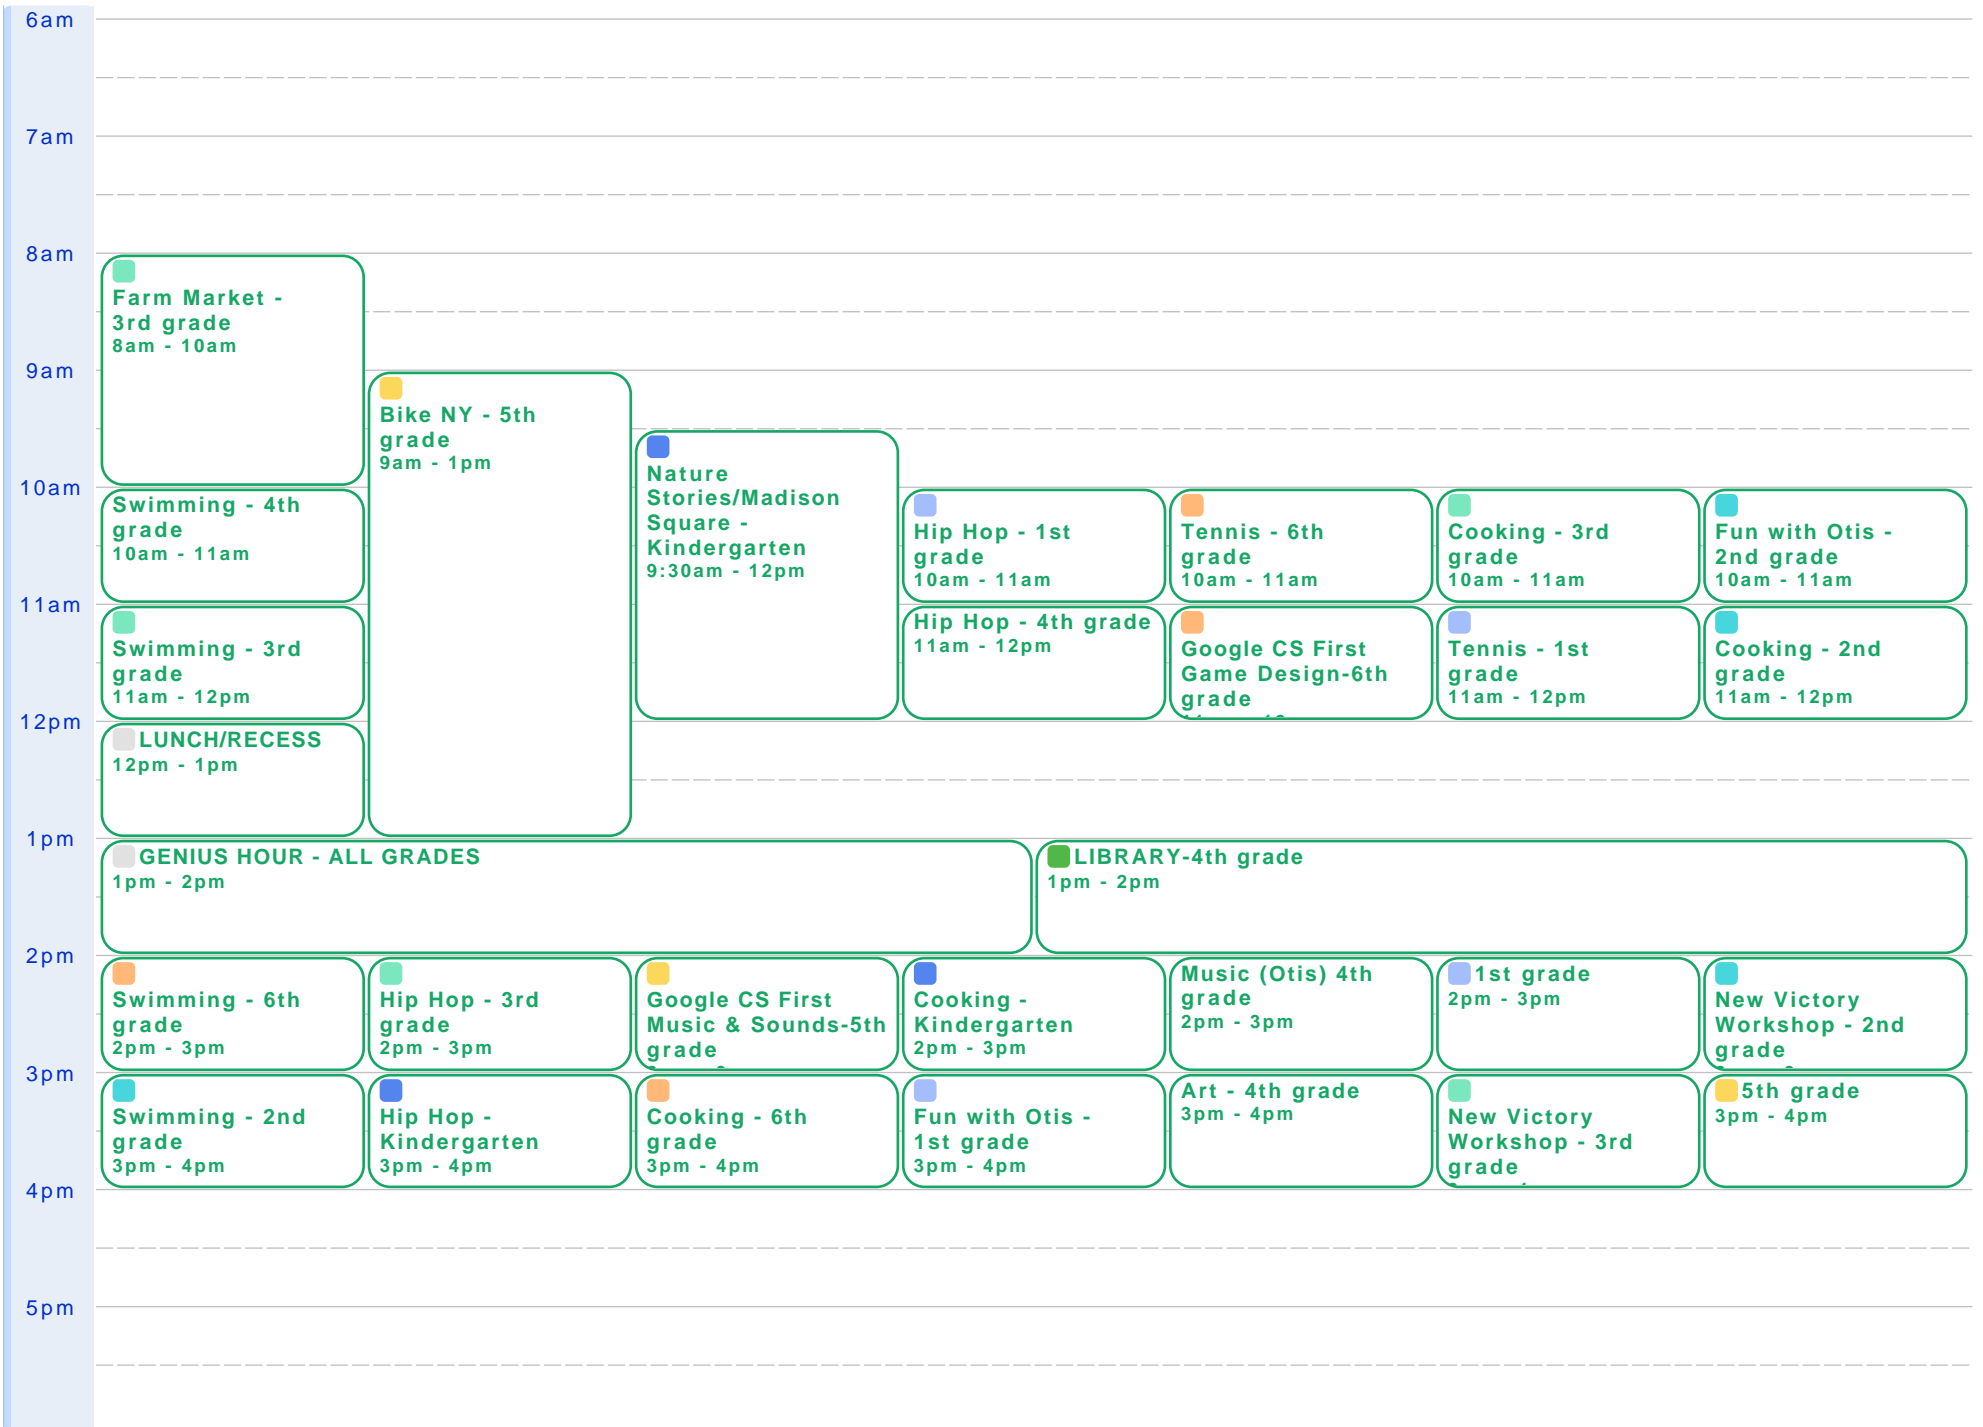 6am
7am
8am
Farm Market -
3rd grade
8am - 10am
9am
Bike NY - 5th
grade
9am - 1pm
Nature
Stories/Madison
Square -
Kindergarten
9:30am - 12pm
10am
Swimming - 4th
grade
10am - 11am
Hip Hop - 1st
grade
10am - 11am
Tennis - 6th
grade
10am - 11am
Cooking - 3rd
grade
10am - 11am
Fun with Otis -
2nd grade
10am - 11am
11am
Swimming - 3rd
grade
11am - 12pm
Hip Hop - 4th grade
11am - 12pm
Google CS First
Game Design-6th
grade
Tennis - 1st
grade
11am - 12pm
Cooking - 2nd
grade
11am - 12pm
12pm
LUNCH/RECESS
12pm - 1pm
1pm
GENIUS HOUR - ALL GRADES
1pm - 2pm
LIBRARY-4th grade
1pm - 2pm
2pm
Swimming - 6th
grade
2pm - 3pm
Hip Hop - 3rd
grade
2pm - 3pm
Google CS First
Music & Sounds-5th
grade
Cooking -
Kindergarten
2pm - 3pm
Music (Otis) 4th
grade
2pm - 3pm
1st grade
2pm - 3pm
New Victory
Workshop - 2nd
grade
3pm
Swimming - 2nd
grade
3pm - 4pm
Hip Hop -
Kindergarten
3pm - 4pm
Cooking - 6th
grade
3pm - 4pm
Fun with Otis -
1st grade
3pm - 4pm
Art - 4th grade
3pm - 4pm
New Victory
Workshop - 3rd
grade
5th grade
3pm - 4pm
4pm
5pm